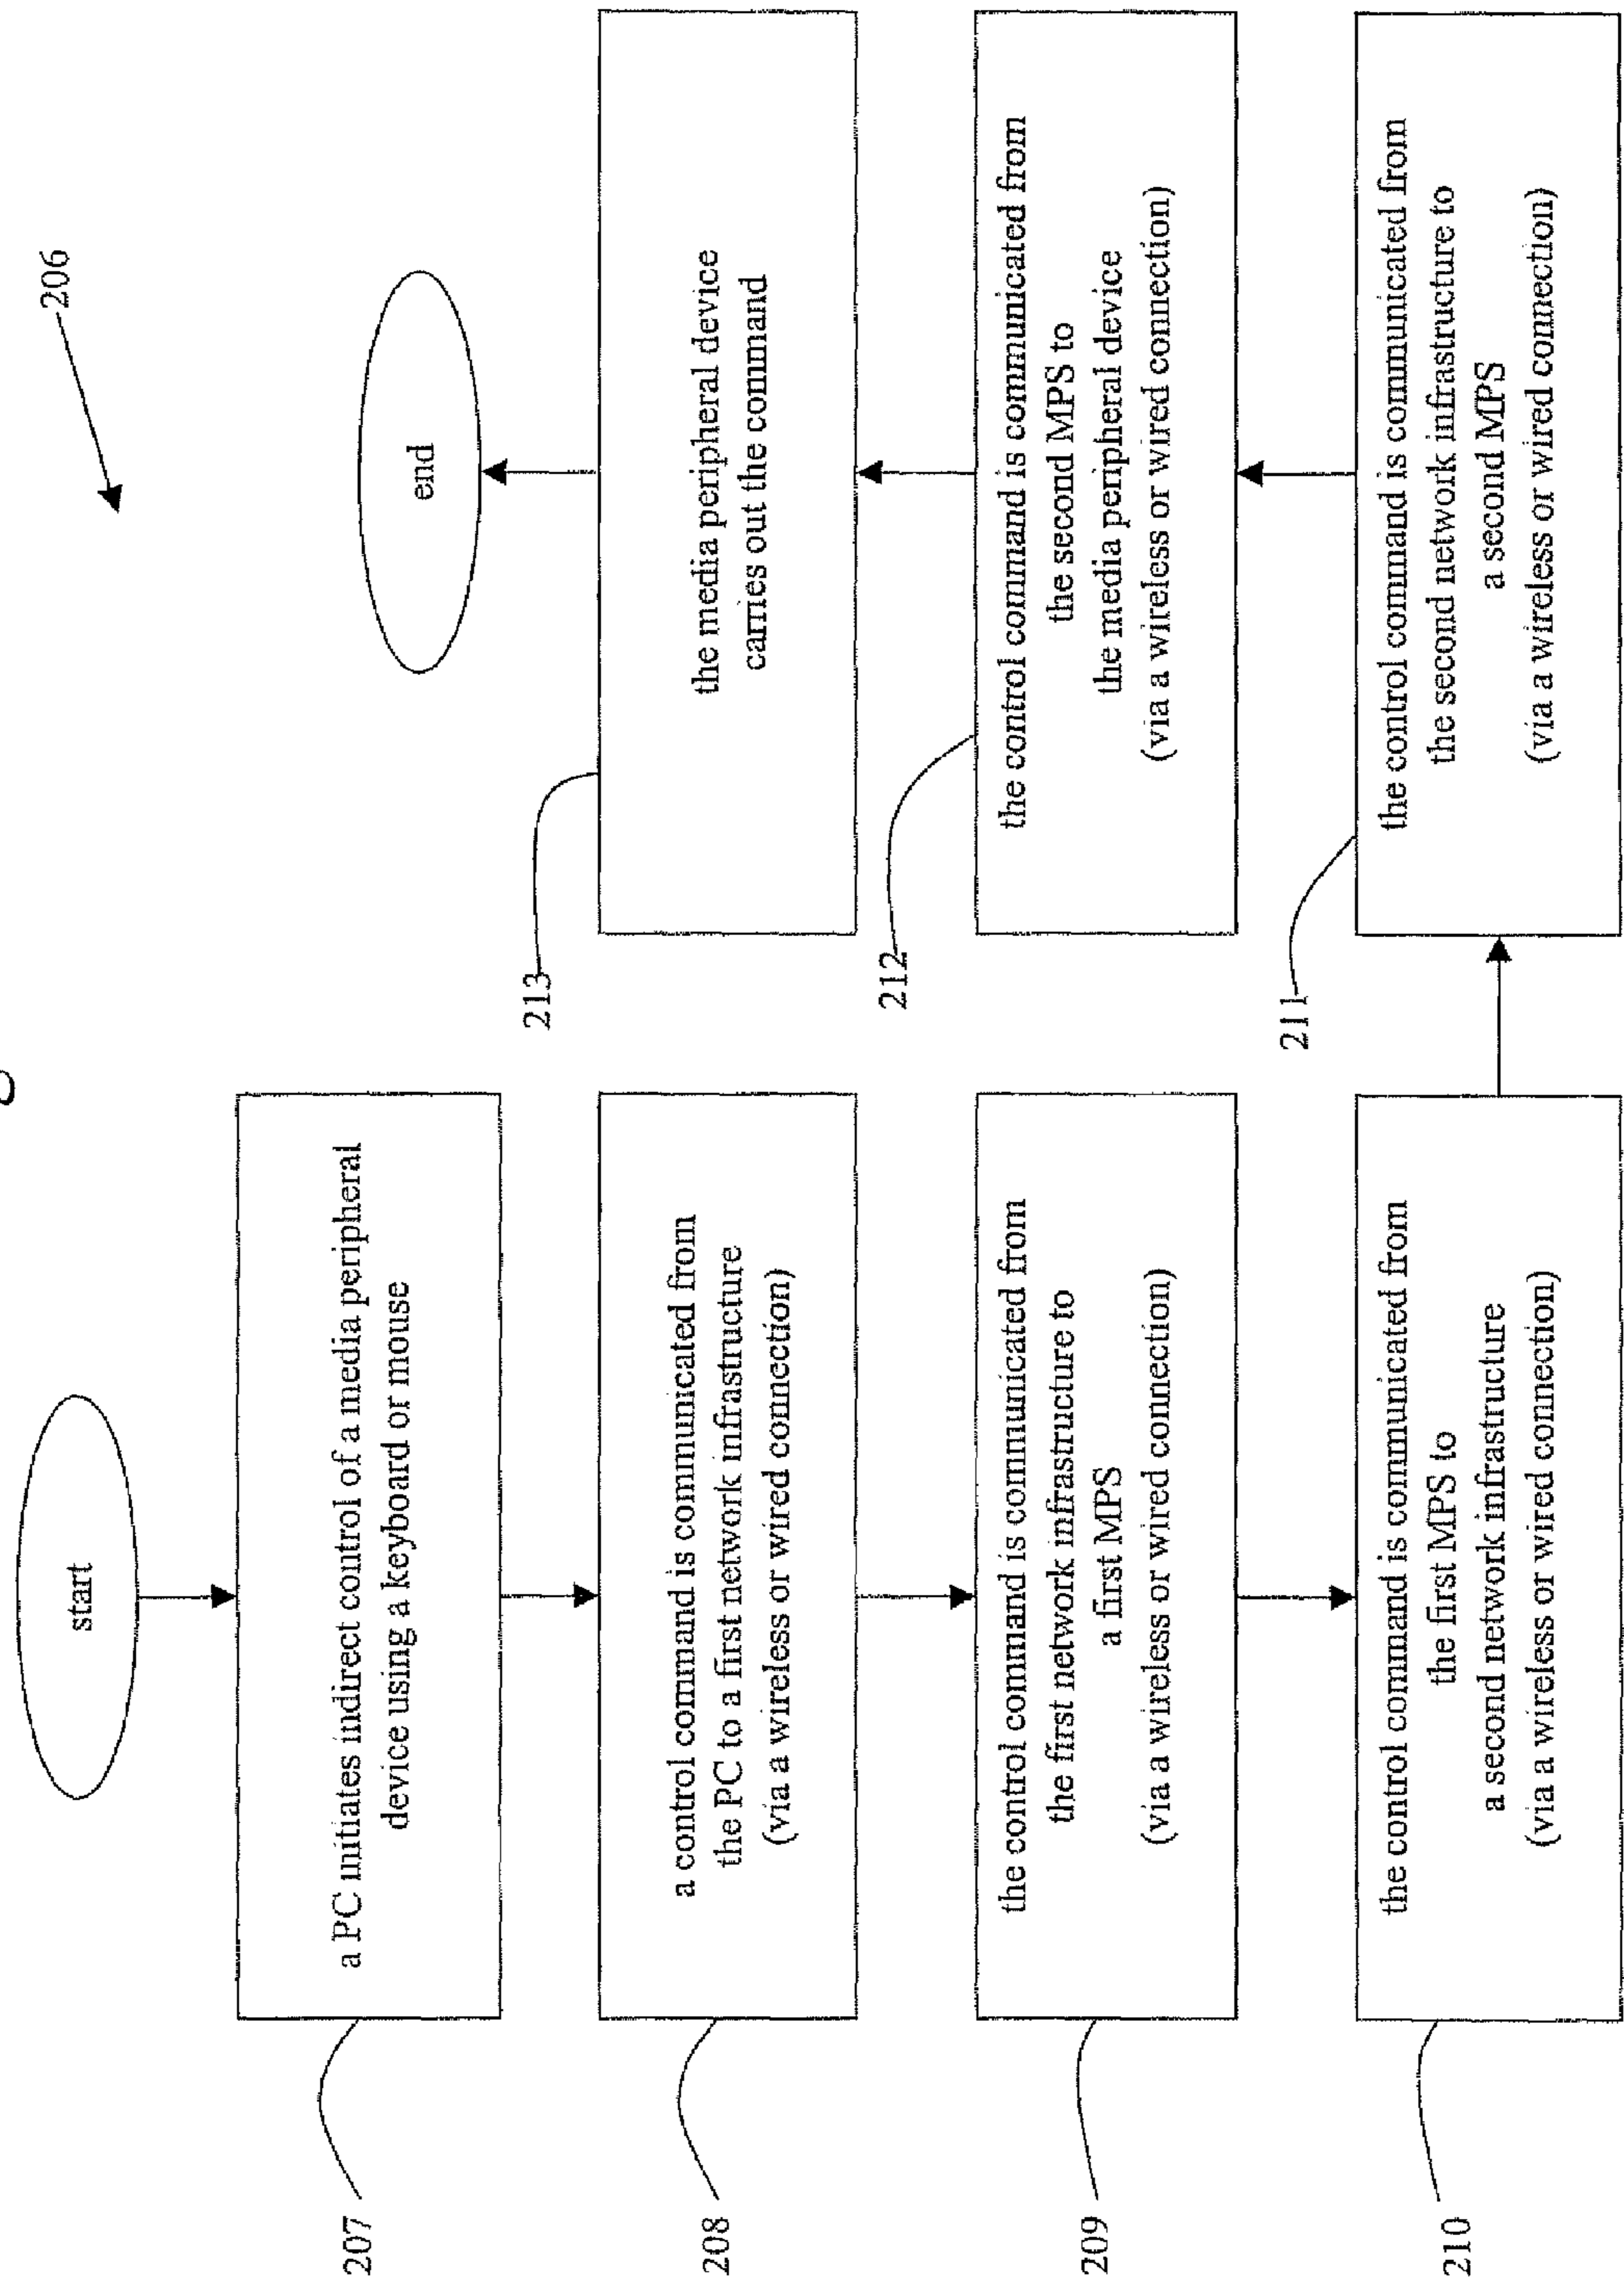 206
start
207
a PC initiates indirect control of a media peripheral
device using a keyboard or mouse
208
a control command is communicated from
the PC to a first network infrastructure
(via a wireless or wired connection)
209
the control command is communicated from
the first network infrastructure to
a first MPS
(via a wireless or wired connection)
210
the control command is communicated from
the first MPS to
a second network infrastructure
(via a wireless or wired connection)
211
the control command is communicated from
the second network infrastructure to
a second MPS
(via a wireless or wired connection)
212
the control command is communicated from
the second MPS to
the media peripheral device
(via a wireless or wired connection)
213
the media peripheral device
carries out the command
end